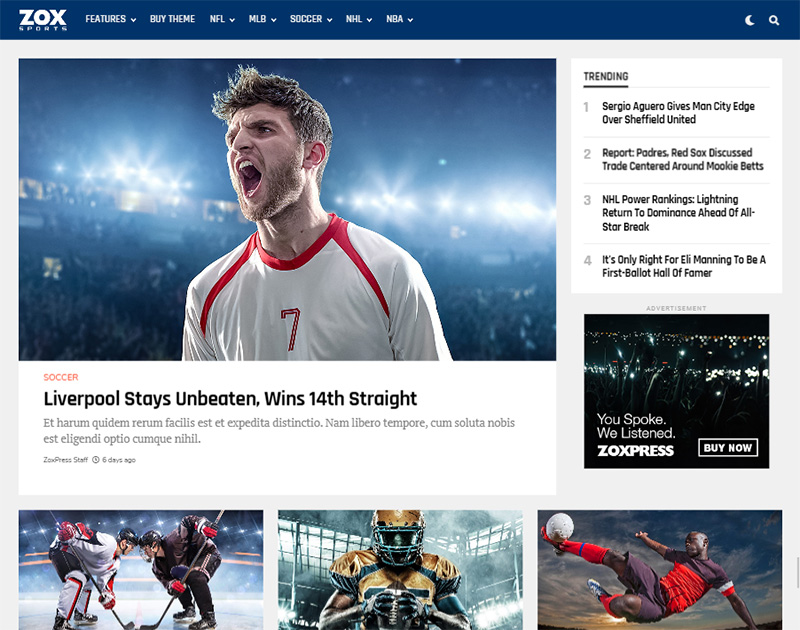 ZOX
SPORTS
FEATURES
BUY THEME
NFL
MLB
SOCCER
NHL
NBA
7
SOCCER
Liverpool Stays Unbeaten, Wins 14th Straight
Et harum quidem rerum facilis est et expedita distinctio. Nam libero tempore, cum soluta nobis
est eligendi optio cumque nihil.
ZoxPress Staff 6 days ago
TRENDING
1 Sergio Aguero Gives Man City Edge
Over Sheffield United
2 Report: Padres, Red Sox Discussed
Trade Centered Around Mookie Betts
3 NHL Power Rankings: Lightning
Return To Dominance Ahead Of All-
Star Break
4 It's Only Right For Eli Manning To Be A
First-Ballot Hall Of Famer
ADVERTISEMENT
You Spoke.
We Listened.
ZOXPRESS
BUY NOW